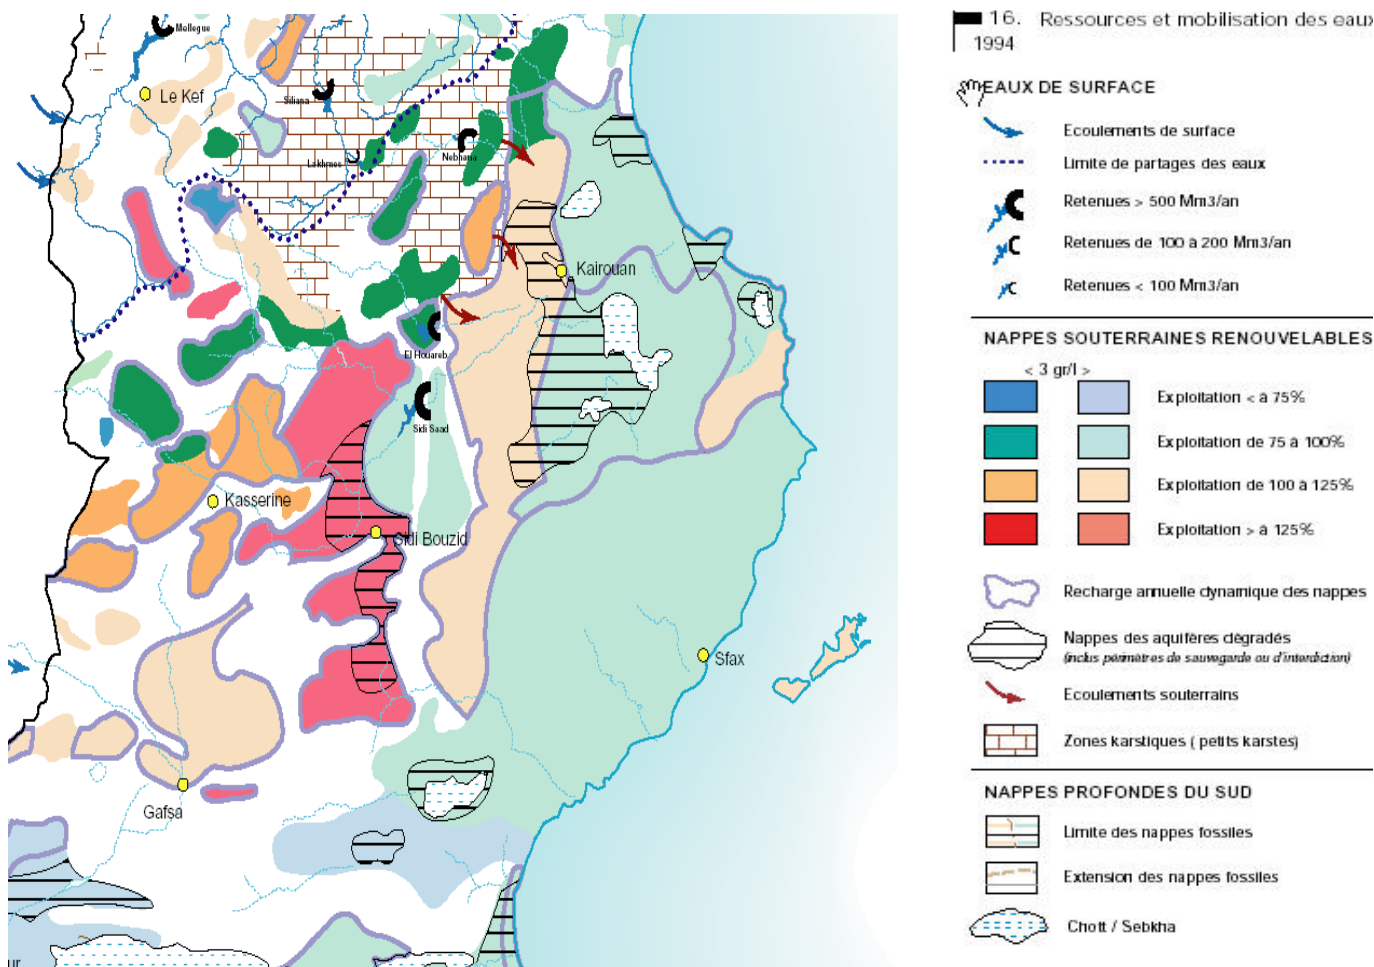 16. Ressources et mobilisation des eaux
1994
EAUX DE SURFACE
Ecoulements de surface
Limite de partages des eaux
Retenues > 500 Mm3/an
Retenues de 100 à 200 Mm3/an
Retenues < 100 Mm3/an
NAPPES SOUTERRAINES RENOUVELABLES
< 3 gr/l >
Exploitation < à 75%
Exploitation de 75 à 100%
Exploitation de 100 à 125%
Exploitation > à 125%
Recharge annuelle dynamique des nappes
Nappes des aquifères dégradés
(inclus périmètres de sauvegarde ou d'interdiction)
Ecoulements souterrains
Zones karstiques ( petits karstes)
NAPPES PROFONDES DU SUD
Limite des nappes fossiles
Extension des nappes fossiles
Chott / Sebkha
Mellegue
Le Kef
Siliana
Lakhmes
Nebhana
Kairouan
El Houareb
Sidi Saad
Kasserine
Sidi Bouzid
Sfax
Gafsa
ur